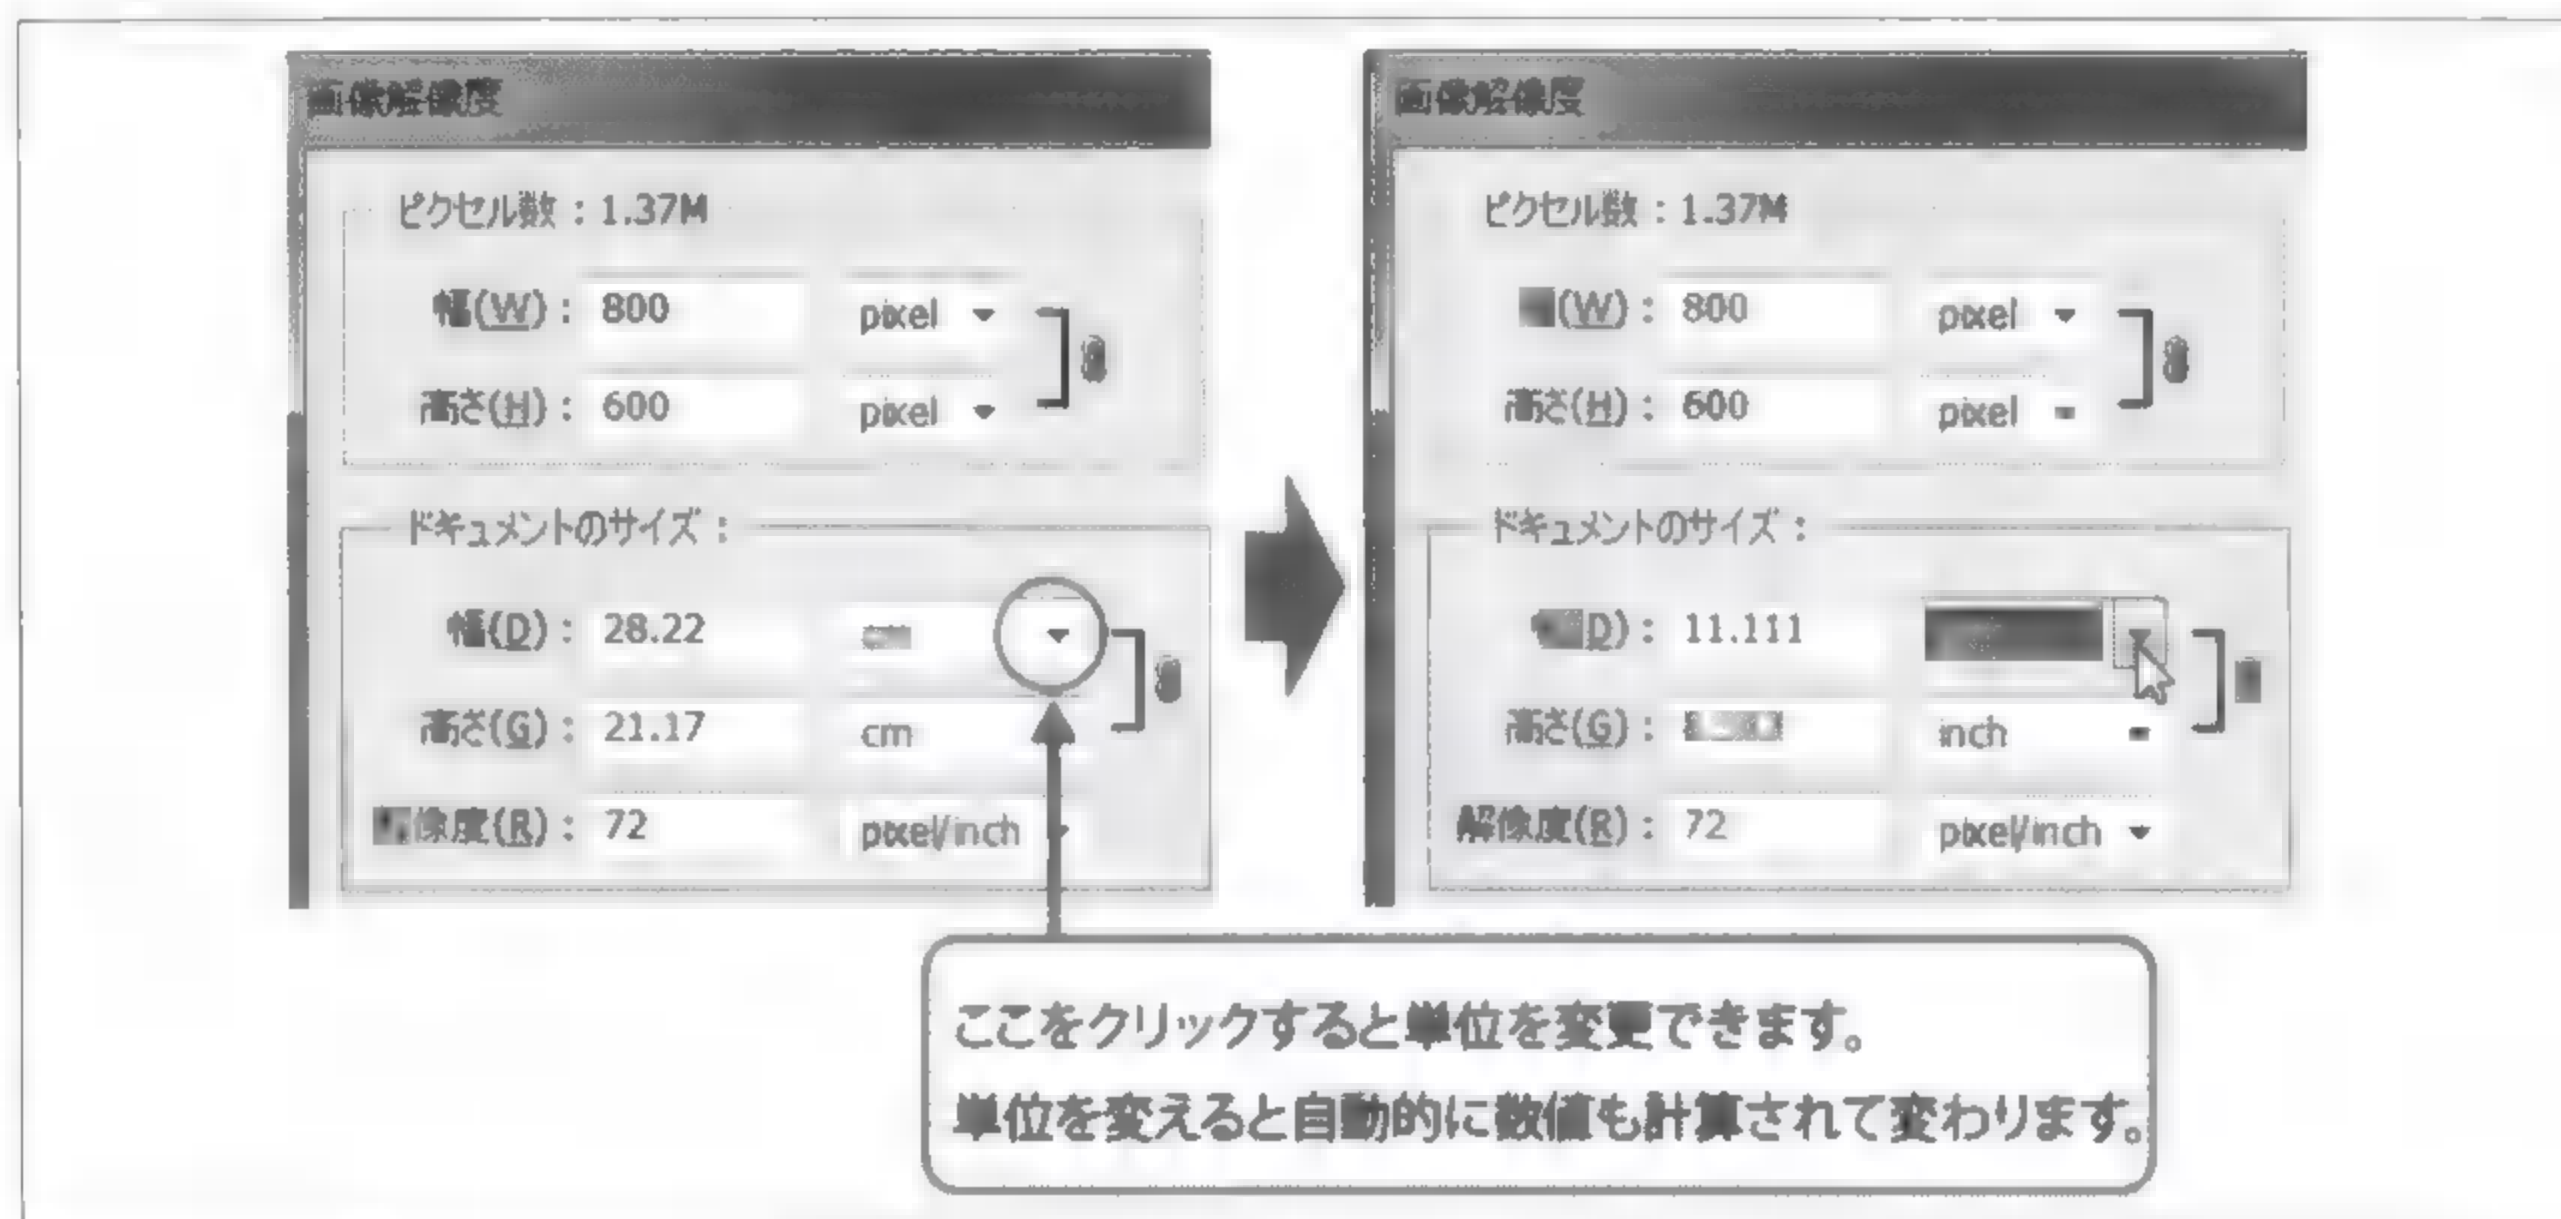 画像解像度
ピクセル数：1.37M
幅(W)： 800 pixel
高さ(H)： 600 pixel
ドキュメントのサイズ：
幅(D)： 28.22
高さ(G)： 21.17 cm
解像度(R)： 72 pixel/inch
画像解像度
ピクセル数：1.37M
(W)： 800 pixel
高さ(H)： 600 pixel
ドキュメントのサイズ：
(D)： 11.111
高さ(G)： inch
解像度(R)： 72 pixel/inch
ここをクリックすると単位を変更できます。
単位を変えると自動的に数値も計算されて変わります。